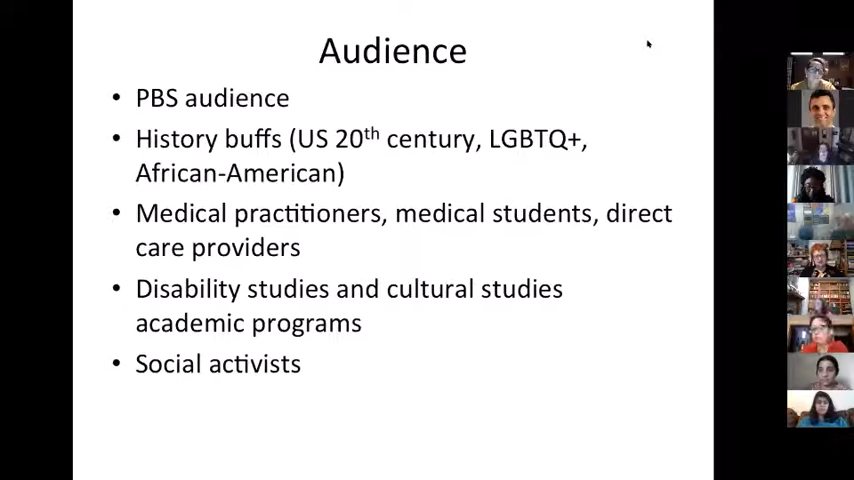 Audience
• PBS audience
• History buffs (US 20th century, LGBTQ+,
African-American)
• Medical practitioners, medical students, direct
care providers
• Disability studies and cultural studies
academic programs
• Social activists